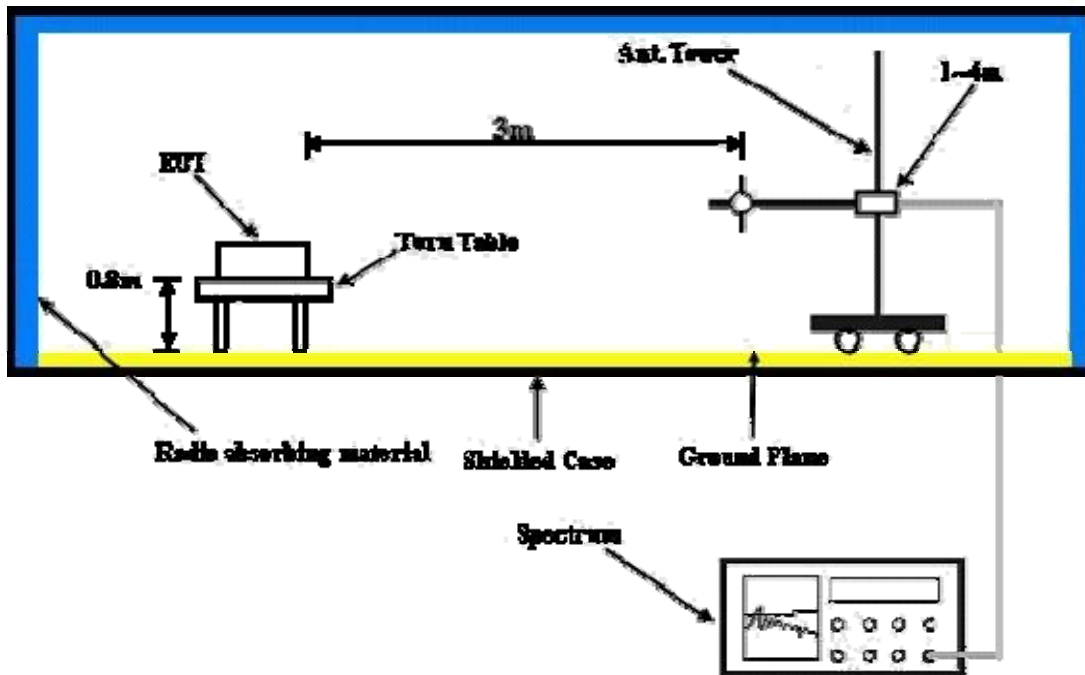 Ant. Tower
1~4m
3m
EUT
Turn Table
0.8m
Radio absorbing material
Shielded Case
Ground Plane
Spectrum